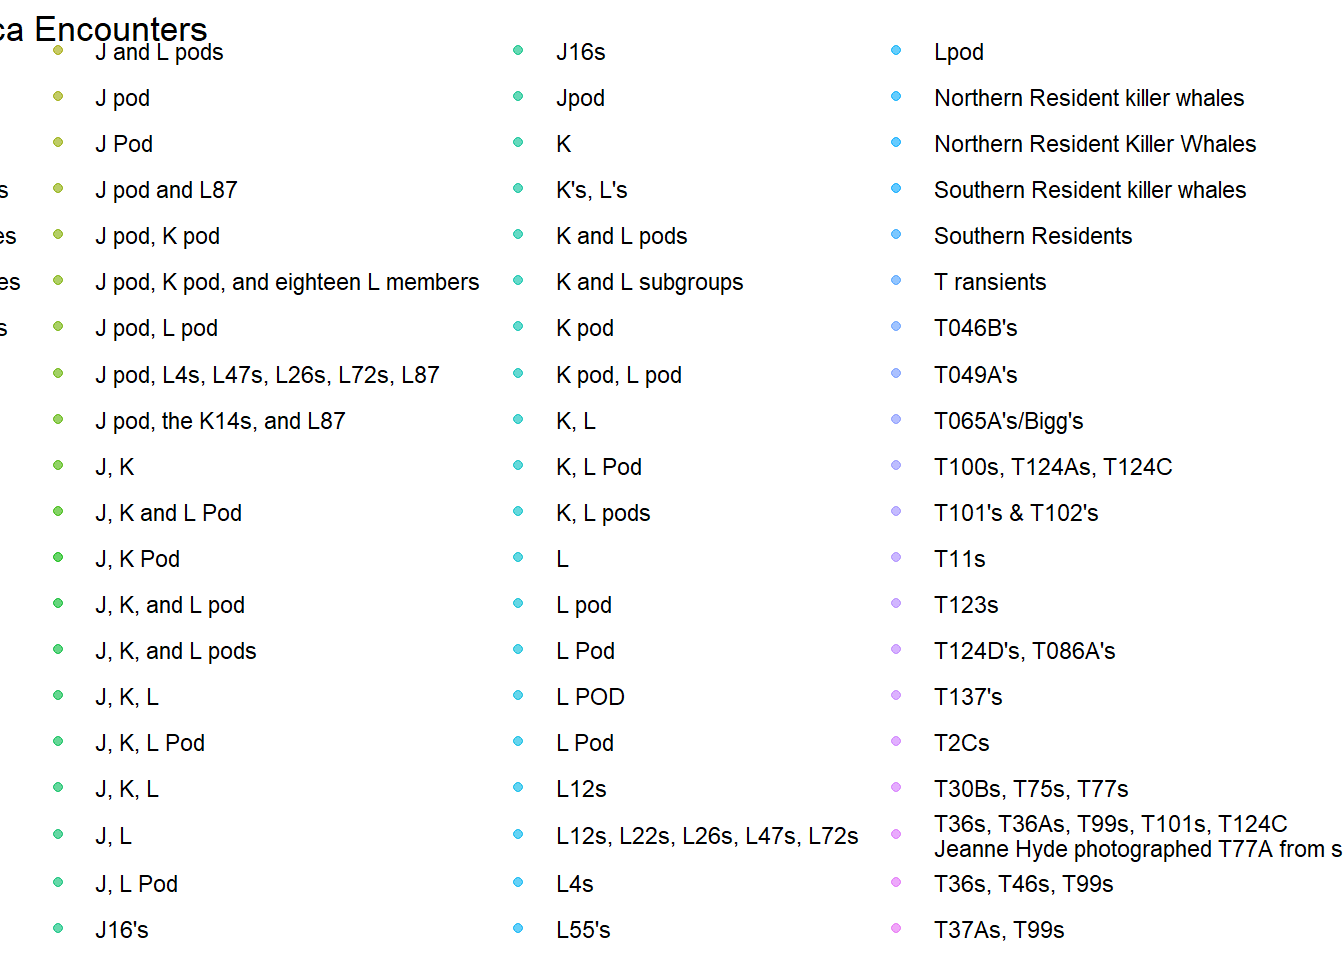 ca Encounters
J and L pods
J pod
J Pod
J pod and L87
J pod, K pod
J pod, K pod, and eighteen L members
J pod, L pod
J pod, L4s, L47s, L26s, L72s, L87
J pod, the K14s, and L87
J, K
J, K and L Pod
J, K Pod
J, K, and L pod
J, K, and L pods
J, K, L
J, K, L Pod
J, K, L
J, L
J, L Pod
J16's
J16s
Jpod
K
K's, L's
K and L pods
K and L subgroups
K pod
K pod, L pod
K, L
K, L Pod
K, L pods
L
L pod
L Pod
L POD
L Pod
L12s
L12s, L22s, L26s, L47s, L72s
L4s
L55's
Lpod
Northern Resident killer whales
Northern Resident Killer Whales
Southern Resident killer whales
Southern Residents
T ransients
T046B's
T049A's
T065A's/Bigg's
T100s, T124As, T124C
T101's & T102's
T11s
T123s
T124D's, T086A's
T137's
T2Cs
T30Bs, T75s, T77s
T36s, T36As, T99s, T101s, T124C
Jeanne Hyde photographed T77A from s
T36s, T46s, T99s
T37As, T99s